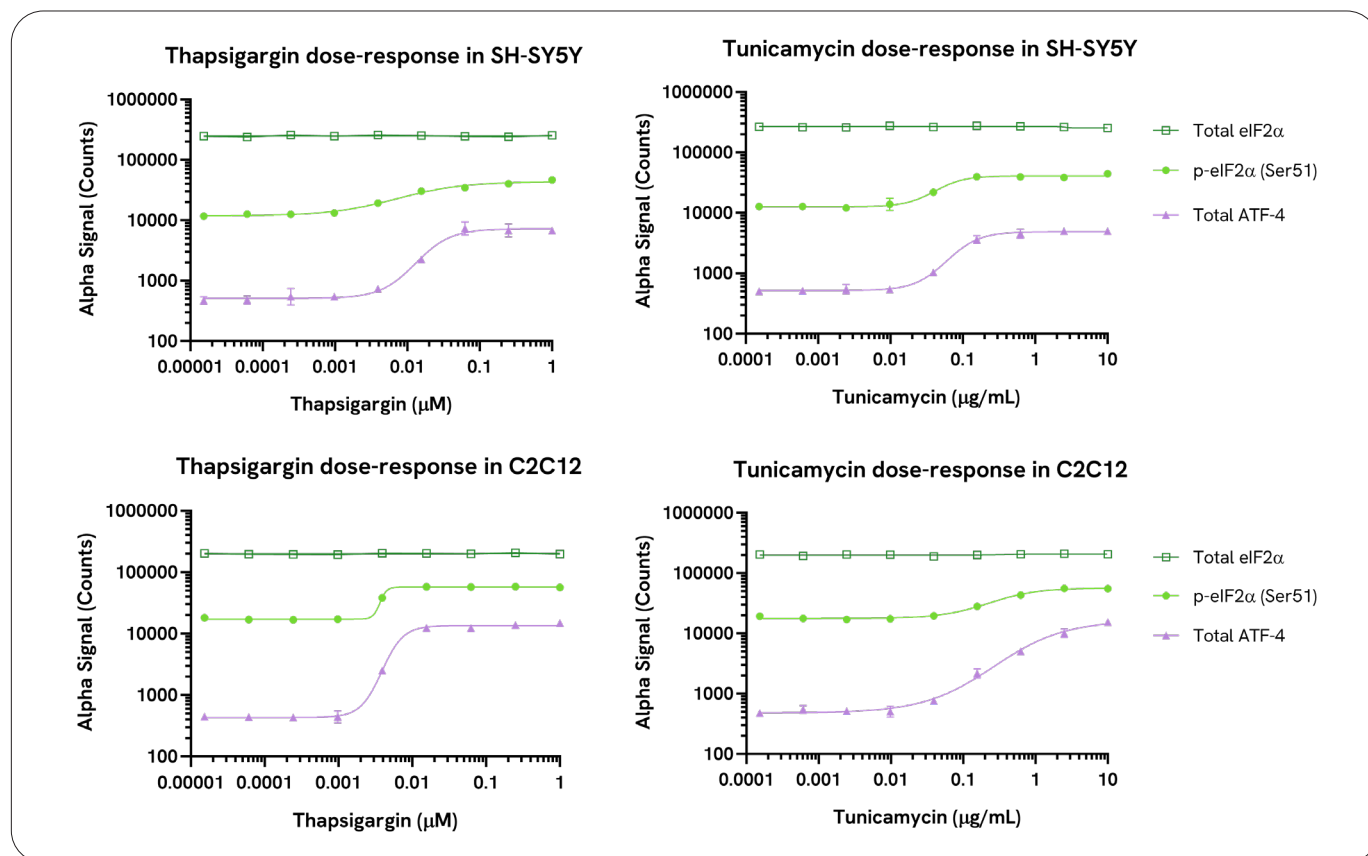 Thapsigargin dose-response in SH-SY5Y
Alpha Signal (Counts)
1000000
100000
10000
1000
100
0.00001 0.0001 0.001 0.01 0.1 1
Thapsigargin (μM)
Tunicamycin dose-response in SH-SY5Y
Alpha Signal (Counts)
1000000
100000
10000
1000
100
0.0001 0.001 0.01 0.1 1 10
Tunicamycin (μg/mL)
Total eIF2α
p-eIF2α (Ser51)
Total ATF-4
Thapsigargin dose-response in C2C12
Alpha Signal (Counts)
1000000
100000
10000
1000
100
0.00001 0.0001 0.001 0.01 0.1 1
Thapsigargin (μM)
Tunicamycin dose-response in C2C12
Alpha Signal (Counts)
1000000
100000
10000
1000
100
0.0001 0.001 0.01 0.1 1 10
Tunicamycin (μg/mL)
Total eIF2α
p-eIF2α (Ser51)
Total ATF-4